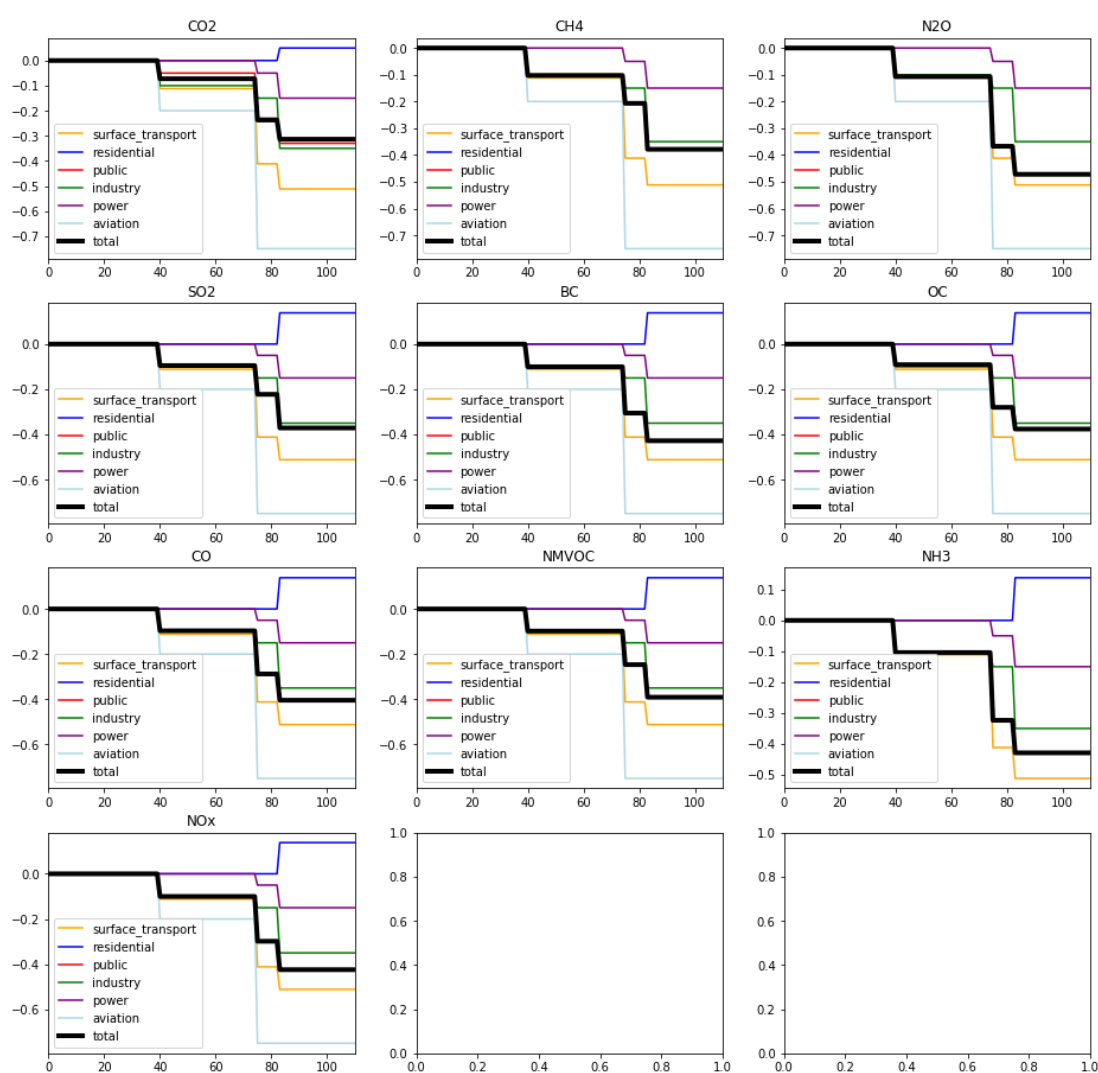 CO2
0.0
−0.1
−0.2
−0.3
−0.4
−0.5
−0.6
−0.7
surface_transport
residential
public
industry
power
aviation
total
0 20 40 60 80 100
CH4
0.0
−0.1
−0.2
−0.3
−0.4
−0.5
−0.6
−0.7
surface_transport
residential
public
industry
power
aviation
total
0 20 40 60 80 100
N2O
0.0
−0.1
−0.2
−0.3
−0.4
−0.5
−0.6
−0.7
surface_transport
residential
public
industry
power
aviation
total
0 20 40 60 80 100
SO2
0.0
−0.2
−0.4
−0.6
surface_transport
residential
public
industry
power
aviation
total
0 20 40 60 80 100
BC
0.0
−0.2
−0.4
−0.6
surface_transport
residential
public
industry
power
aviation
total
0 20 40 60 80 100
OC
0.0
−0.2
−0.4
−0.6
surface_transport
residential
public
industry
power
aviation
total
0 20 40 60 80 100
CO
0.0
−0.2
−0.4
−0.6
surface_transport
residential
public
industry
power
aviation
total
0 20 40 60 80 100
NMVOC
0.0
−0.2
−0.4
−0.6
surface_transport
residential
public
industry
power
aviation
total
0 20 40 60 80 100
NH3
0.1
0.0
−0.1
−0.2
−0.3
−0.4
−0.5
surface_transport
residential
public
industry
power
aviation
total
0 20 40 60 80 100
NOx
0.0
−0.2
−0.4
−0.6
surface_transport
residential
public
industry
power
aviation
total
0 20 40 60 80 100
1.0
0.8
0.6
0.4
0.2
0.0
0.0 0.2 0.4 0.6 0.8 1.0
1.0
0.8
0.6
0.4
0.2
0.0
0.0 0.2 0.4 0.6 0.8 1.0